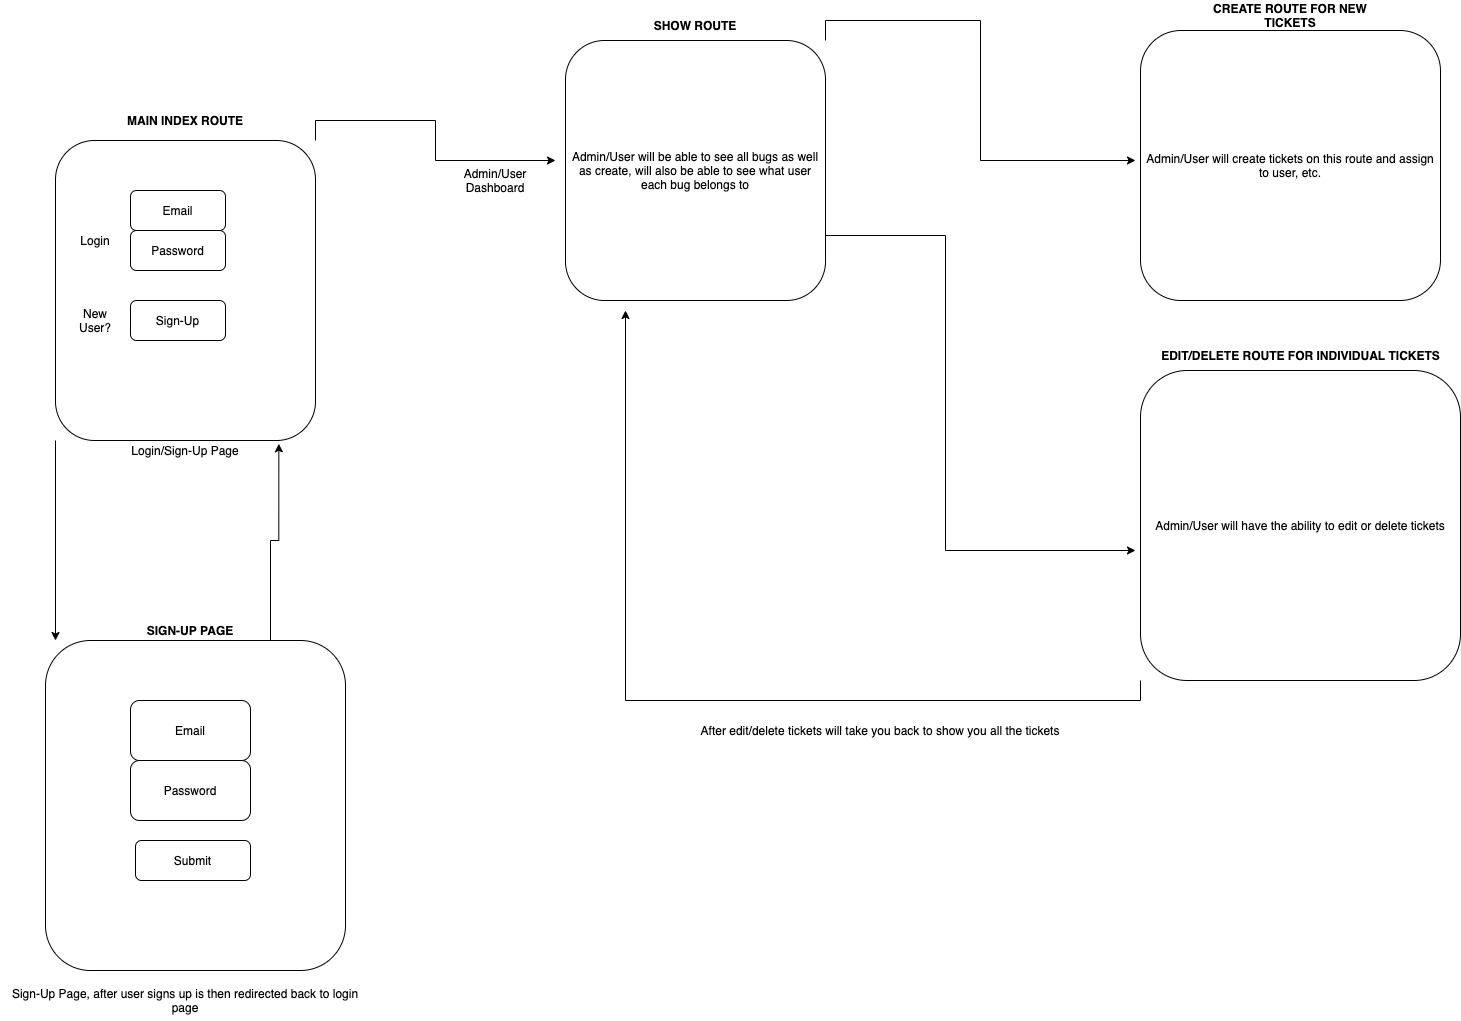 MAIN INDEX ROUTE
Login
Email
Password
New
User?
Sign-Up
Login/Sign-Up Page
SIGN-UP PAGE
Email
Password
Submit
Sign-Up Page, after user signs up is then redirected back to login
page
Admin/User
Dashboard
SHOW ROUTE
Admin/User will be able to see all bugs as well
as create, will also be able to see what user
each bug belongs to
CREATE ROUTE FOR NEW
TICKETS
Admin/User will create tickets on this route and assign
to user, etc.
EDIT/DELETE ROUTE FOR INDIVIDUAL TICKETS
Admin/User will have the ability to edit or delete tickets
After edit/delete tickets will take you back to show you all the tickets